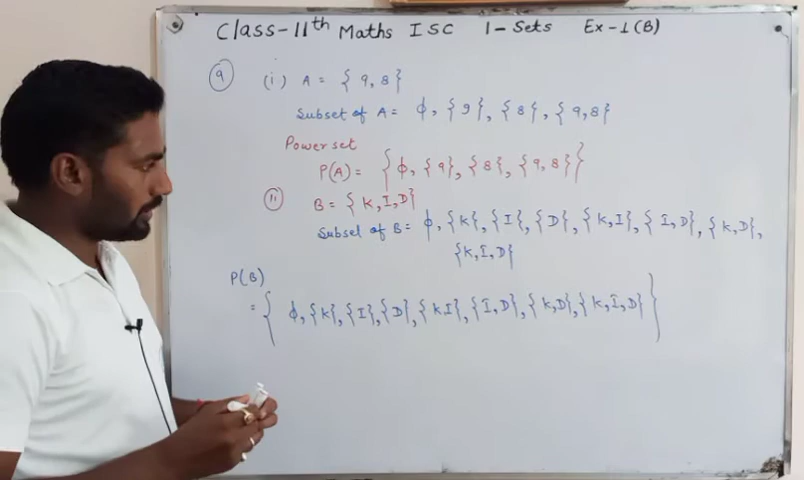 Class-11th Maths ISC 1-Sets Ex-1(B)
9 (i) A = {9,8}
Subset of A = ϕ, {9}, {8}, {9,8}
Power set
P(A) = {ϕ, {9}, {8}, {9,8}}
(ii) B = {K,I,D}
Subset of B = ϕ, {K}, {I}, {D}, {K,I}, {I,D}, {K,D},
{K,I,D}
P(B)
= {ϕ, {K}, {I}, {D}, {K,I}, {I,D}, {K,D}, {K,I,D}}